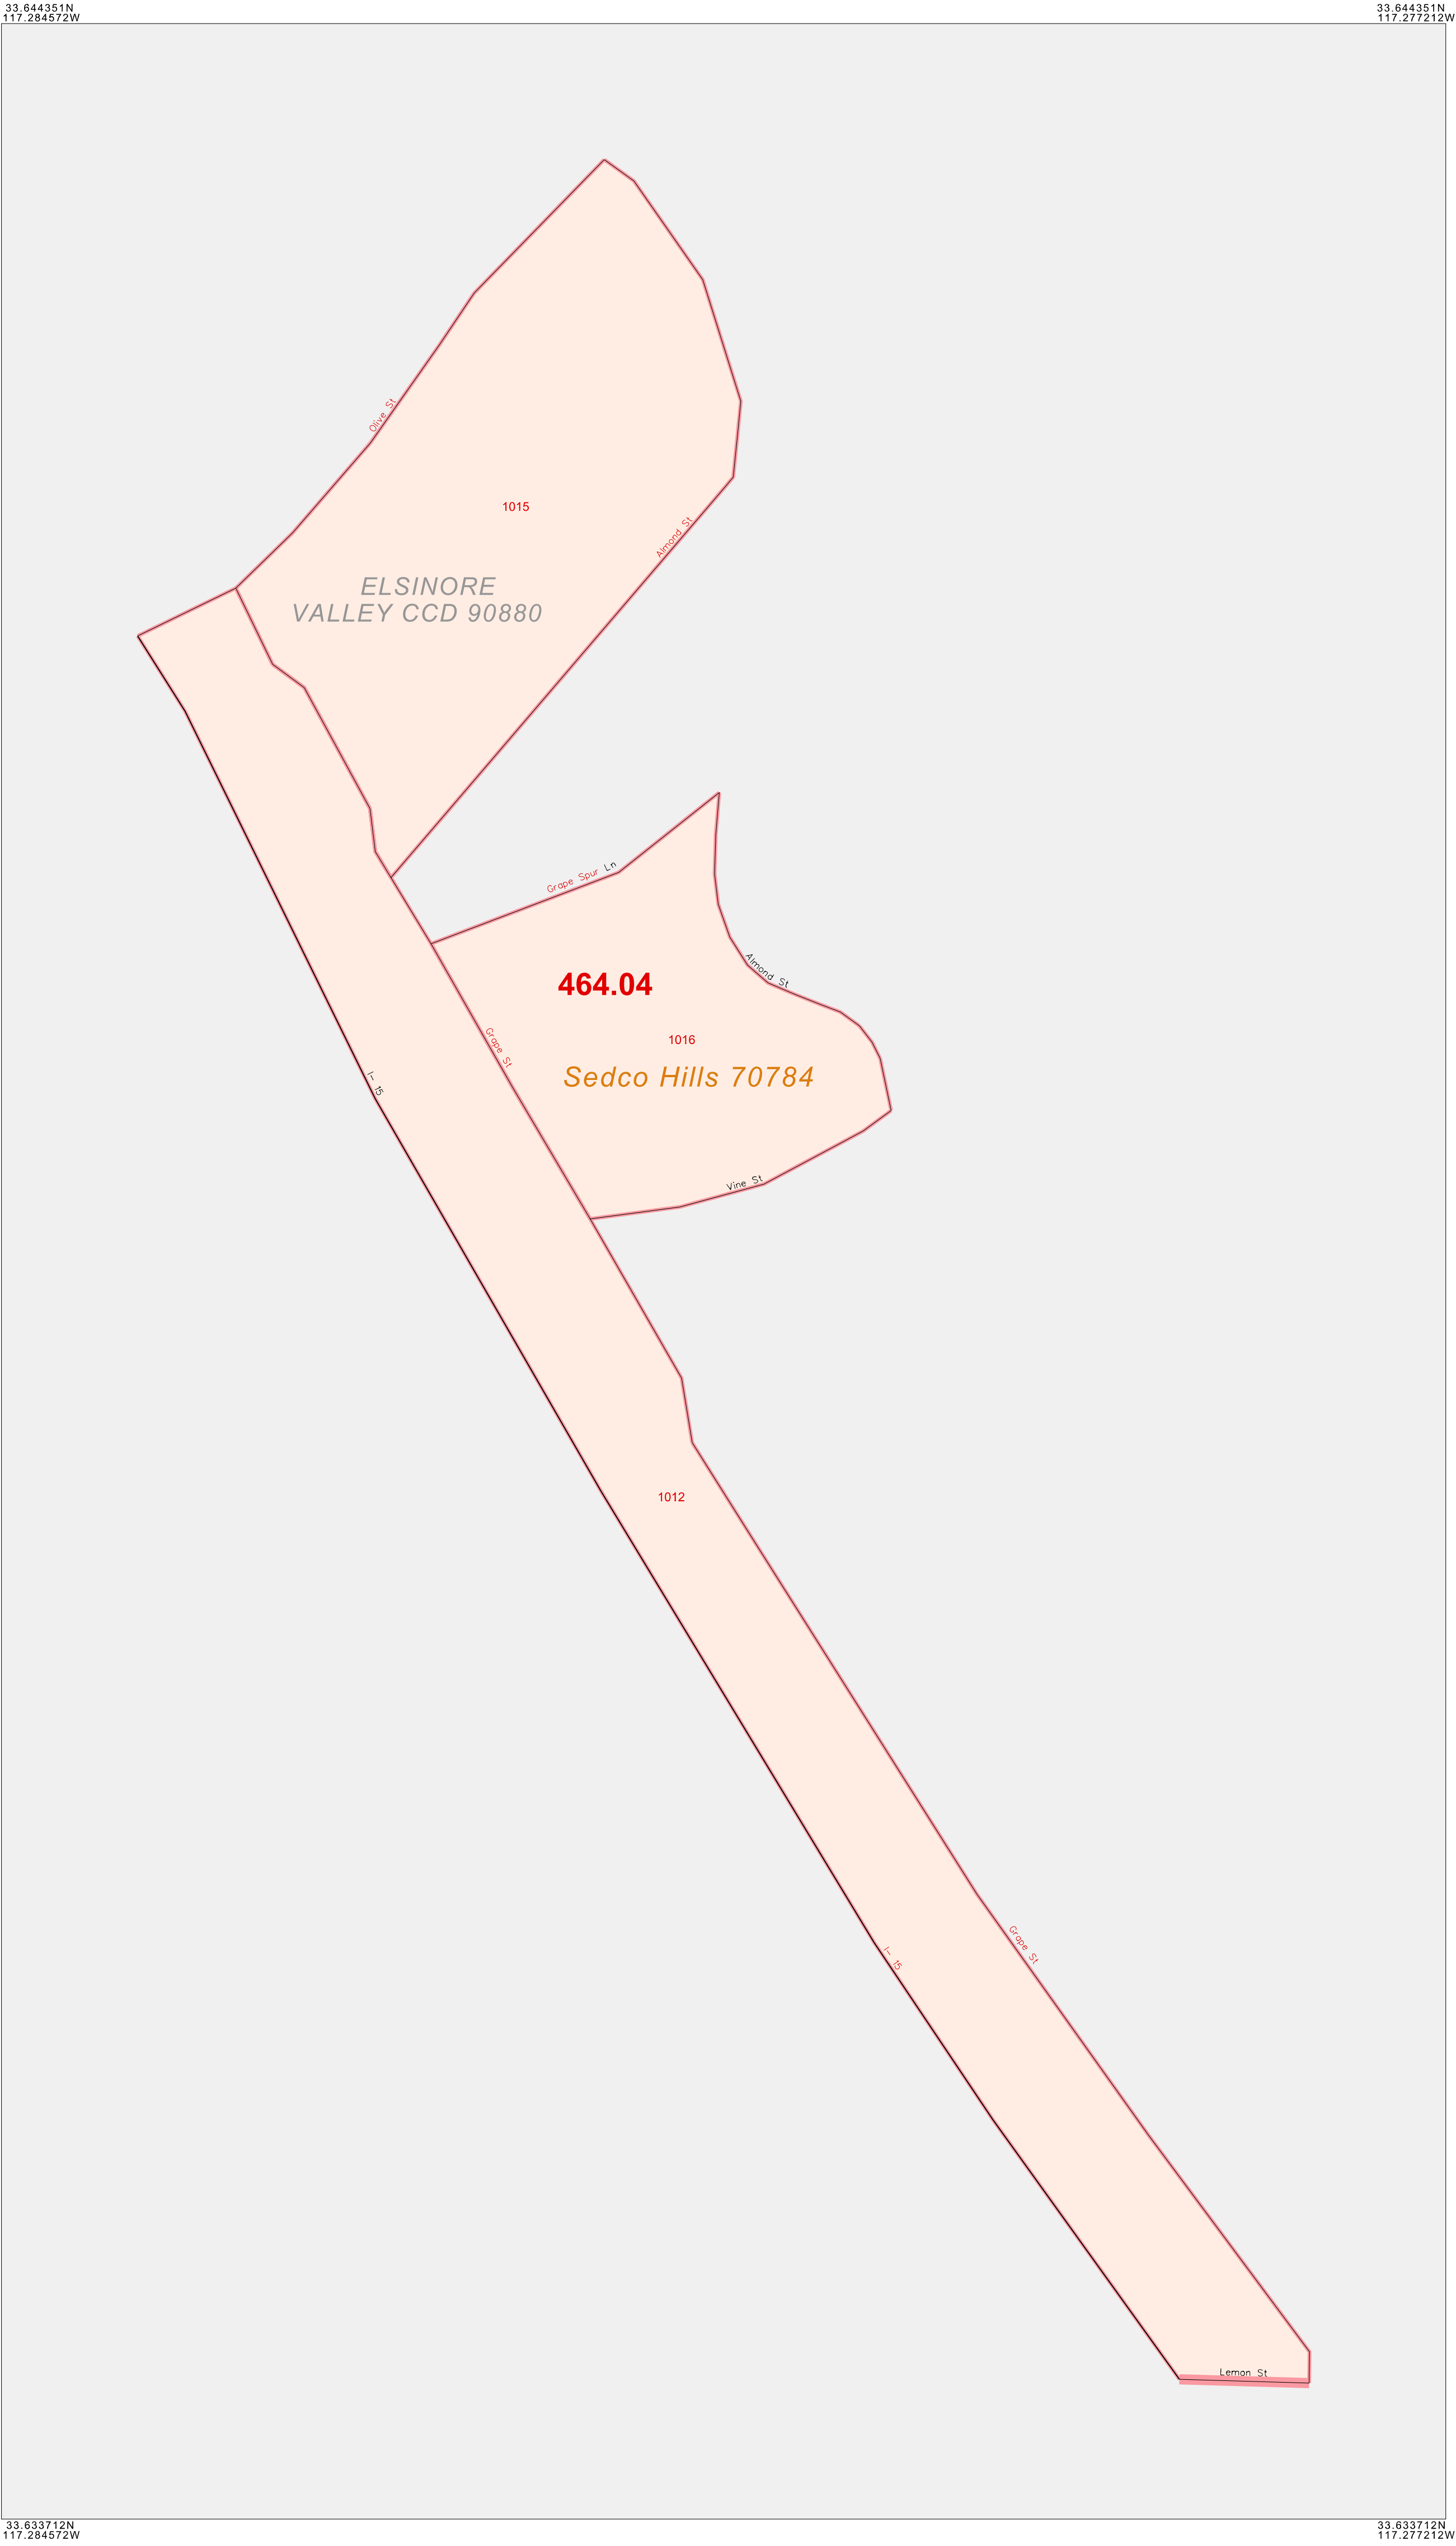 33.644351N
117.284572W
33.644351N
117.277212W
Olive St
1015
Almond St
ELSINORE
VALLEY CCD 90880
Grape Spur Ln
Almond St
464.04
Grape St
1016
Sedco Hills 70784
I- 15
Vine St
1012
Grape St
I- 15
Lemon St
33.633712N
117.284572W
33.633712N
117.277212W